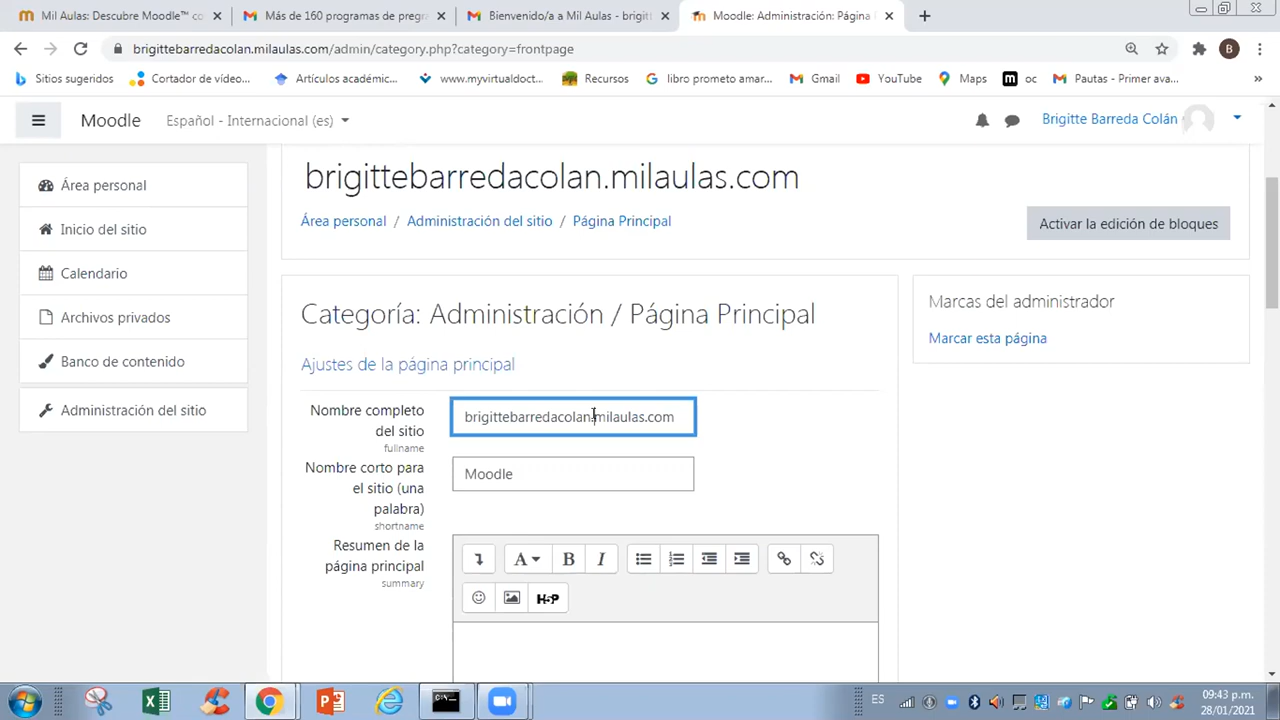 Mil Aulas: Descubre Moodle™ co
Más de 160 programas de pregr
Bienvenido/a a Mil Aulas - brigitt
Moodle: Administración: Página
brigittebarredacolan.milaulas.com/admin/category.php?category=frontpage
B
Sitios sugeridos
Cortador de vídeo...
Artículos académic...
www.myvirtualdoct...
Recursos
libro prometo amar...
Gmail
YouTube
Maps
oc
Pautas - Primer ava...
»
Moodle
Español - Internacional (es)
Brigitte Barreda Colán
Área personal
Inicio del sitio
Calendario
Archivos privados
Banco de contenido
Administración del sitio
brigittebarredacolan.milaulas.com
Área personal / Administración del sitio / Página Principal
Activar la edición de bloques
Categoría: Administración / Página Principal
Ajustes de la página principal
Nombre completo
del sitio
fullname
brigittebarredacolan.milaulas.com
Nombre corto para
el sitio (una
palabra)
shortname
Moodle
Resumen de la
página principal
summary
A
B
I
H-P
Marcas del administrador
Marcar esta página
ES
09:43 p.m.
28/01/2021